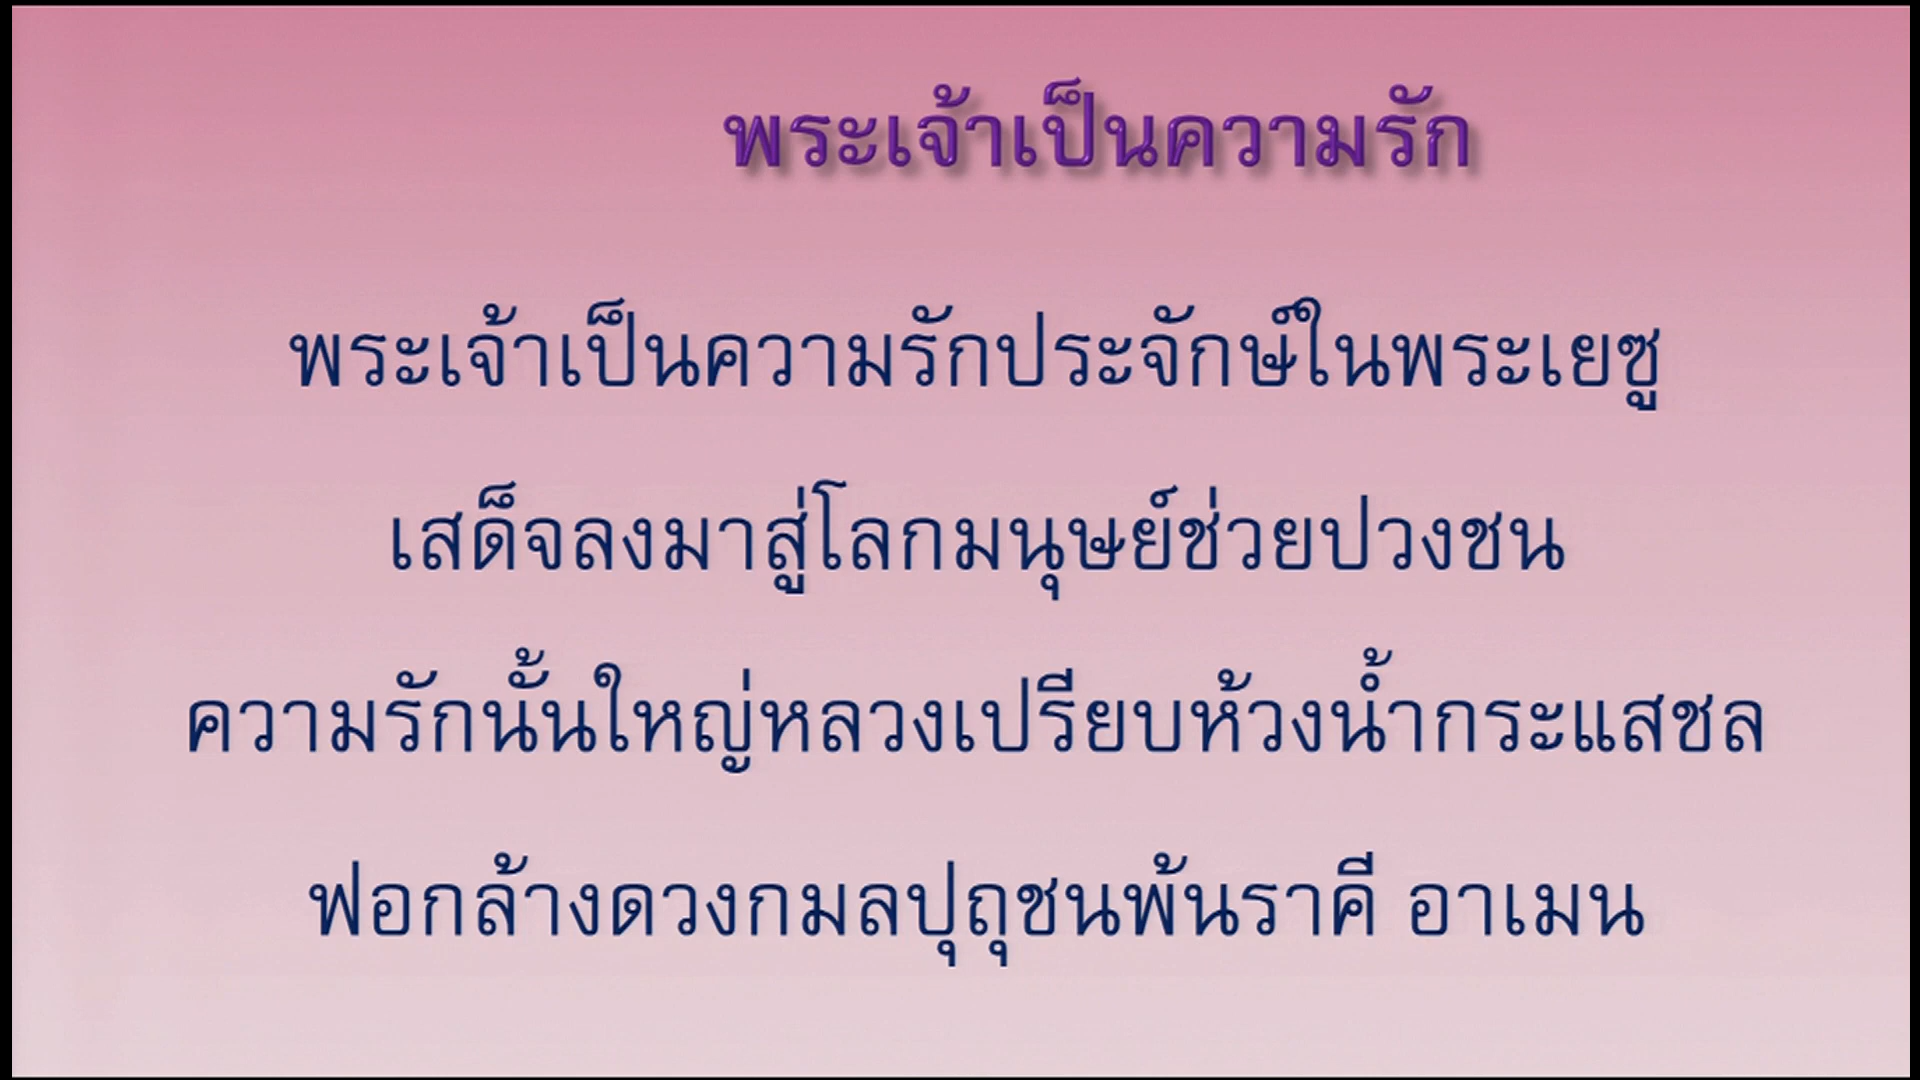 พระเจ้าเป็นความรัก
พระเจ้าเป็นความรักประจักษ์ในพระเยซู
เสด็จลงมาสู่โลกมนุษย์ช่วยปวงชน
ความรักนั้นใหญ่หลวงเปรียบห้วงน้ำกระแสชล
ฟอกล้างดวงกมลปุถุชนพ้นราคี อาเมน